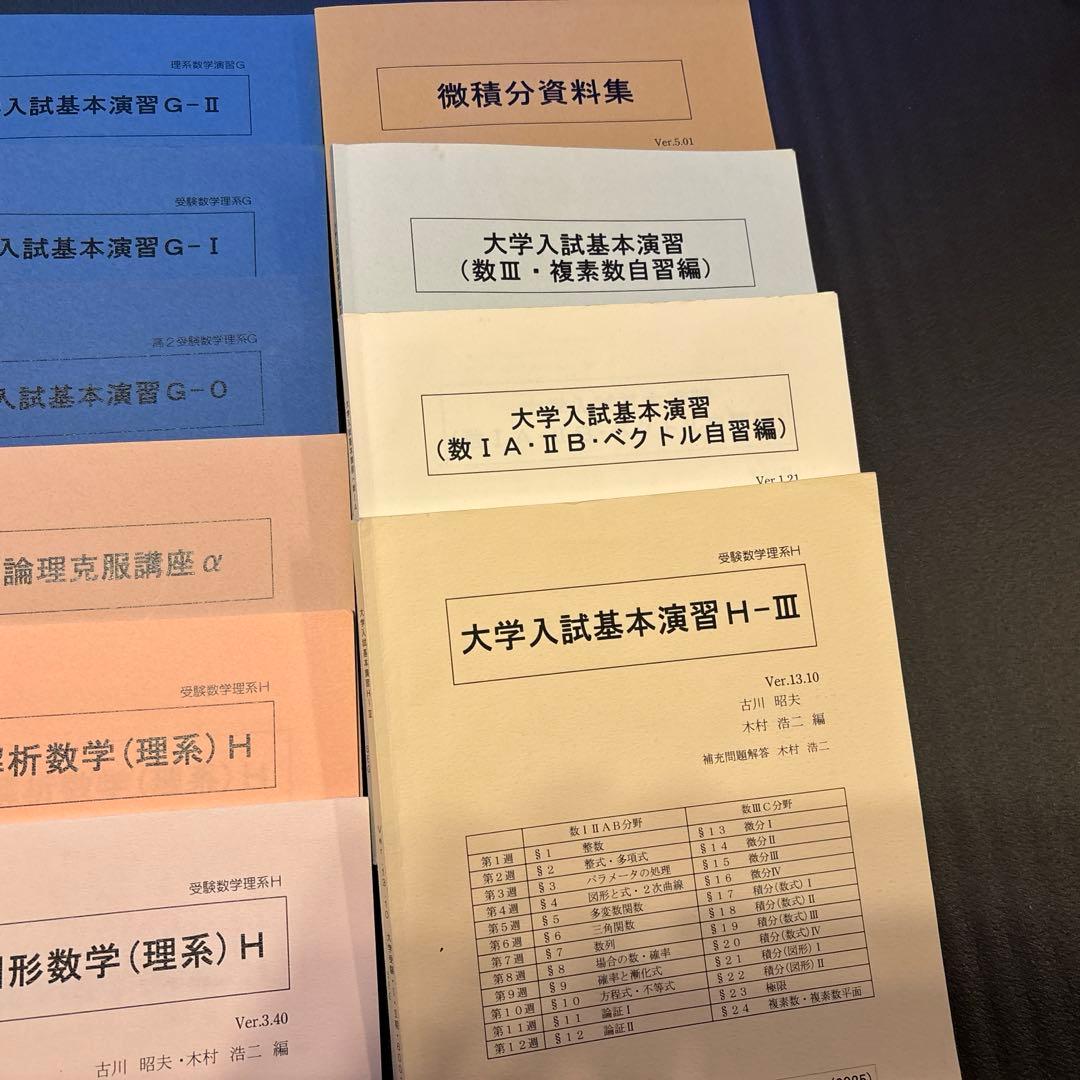 理系数学演習G
入試基本演習G-Ⅱ
受験数学理系G
入試基本演習G-Ⅰ
高2受験数学理系G
入試基本演習G-0
論理克服講座α
受験数学理系H
解析数学(理系)H
受験数学理系H
図形数学(理系)H
Ver.3.40
古川 昭夫・木村 浩二 編
微積分資料集
Ver.5.01
大学入試基本演習
(数Ⅲ・複素数自習編)
大学入試基本演習
(数ⅠA・ⅡB・ベクトル自習編)
Ver.1.21
大学入試基本演習H-Ⅲ
受験数学理系H
大学入試基本演習H-Ⅲ
Ver.13.10
古川 昭夫
木村 浩二 編
補充問題解答 木村 浩二
数ⅠⅡAB分野 数ⅢC分野
第1週 §1 整数 §13 微分Ⅰ
第2週 §2 整式・多項式 §14 微分Ⅱ
第3週 §3 パラメータの処理 §15 微分Ⅲ
第4週 §4 図形と式・2次曲線 §16 微分Ⅳ
第5週 §5 多変数関数 §17 積分(数式)Ⅰ
第6週 §6 三角関数 §18 積分(数式)Ⅱ
第7週 §7 数列 §19 積分(数式)Ⅲ
第8週 §8 場合の数・確率 §20 積分(数式)Ⅳ
第9週 §9 確率と漸化式 §21 積分(図形)Ⅰ
第10週 §10 方程式・不等式 §22 積分(図形)Ⅱ
第11週 §11 論証Ⅰ §23 極限
第12週 §12 論証Ⅱ §24 複素数・複素数平面